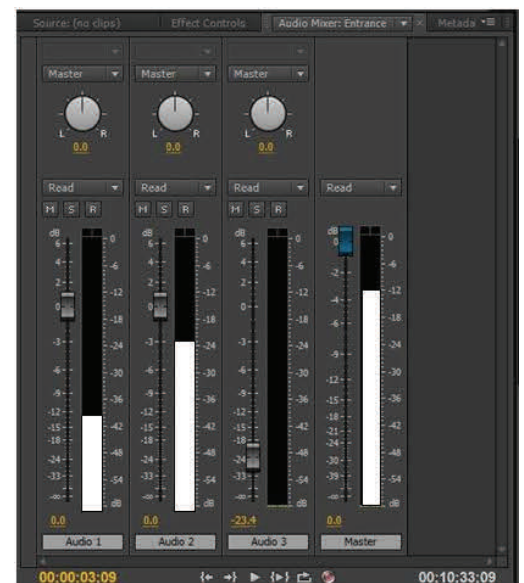 Source: (no clips) Effect Controls Audio Mixer: Entrance Metada
Master Master Master
L R L R L R
0.0 0.0 0.0
Read Read Read Read
M S R M S R M S R
dB dB dB dB
6 0 6 0 6 0 0 0
4 -6 4 -6 4 -6 -2 -6
2 -12 2 -12 2 -12 -4 -12
0 -18 0 -18 0 -18 -6 -18
-3 -24 -3 -24 -3 -24 -9 -24
-6 -30 -6 -30 -6 -30 -12 -30
-9 -36 -9 -36 -9 -36 -15 -36
-12 -12 -12 -18
-15 -42 -15 -42 -15 -42 -21 -42
-18 -18 -18 -24
-24 -48 -24 -48 -24 -48 -30 -48
-33 -54 -33 -54 -33 -54 -39 -54
-∞ dB -∞ dB -∞ dB -∞ dB
0.0 0.0 -23.4 0.0
Audio 1 Audio 2 Audio 3 Master
00:00:03:09 00:10:33:09